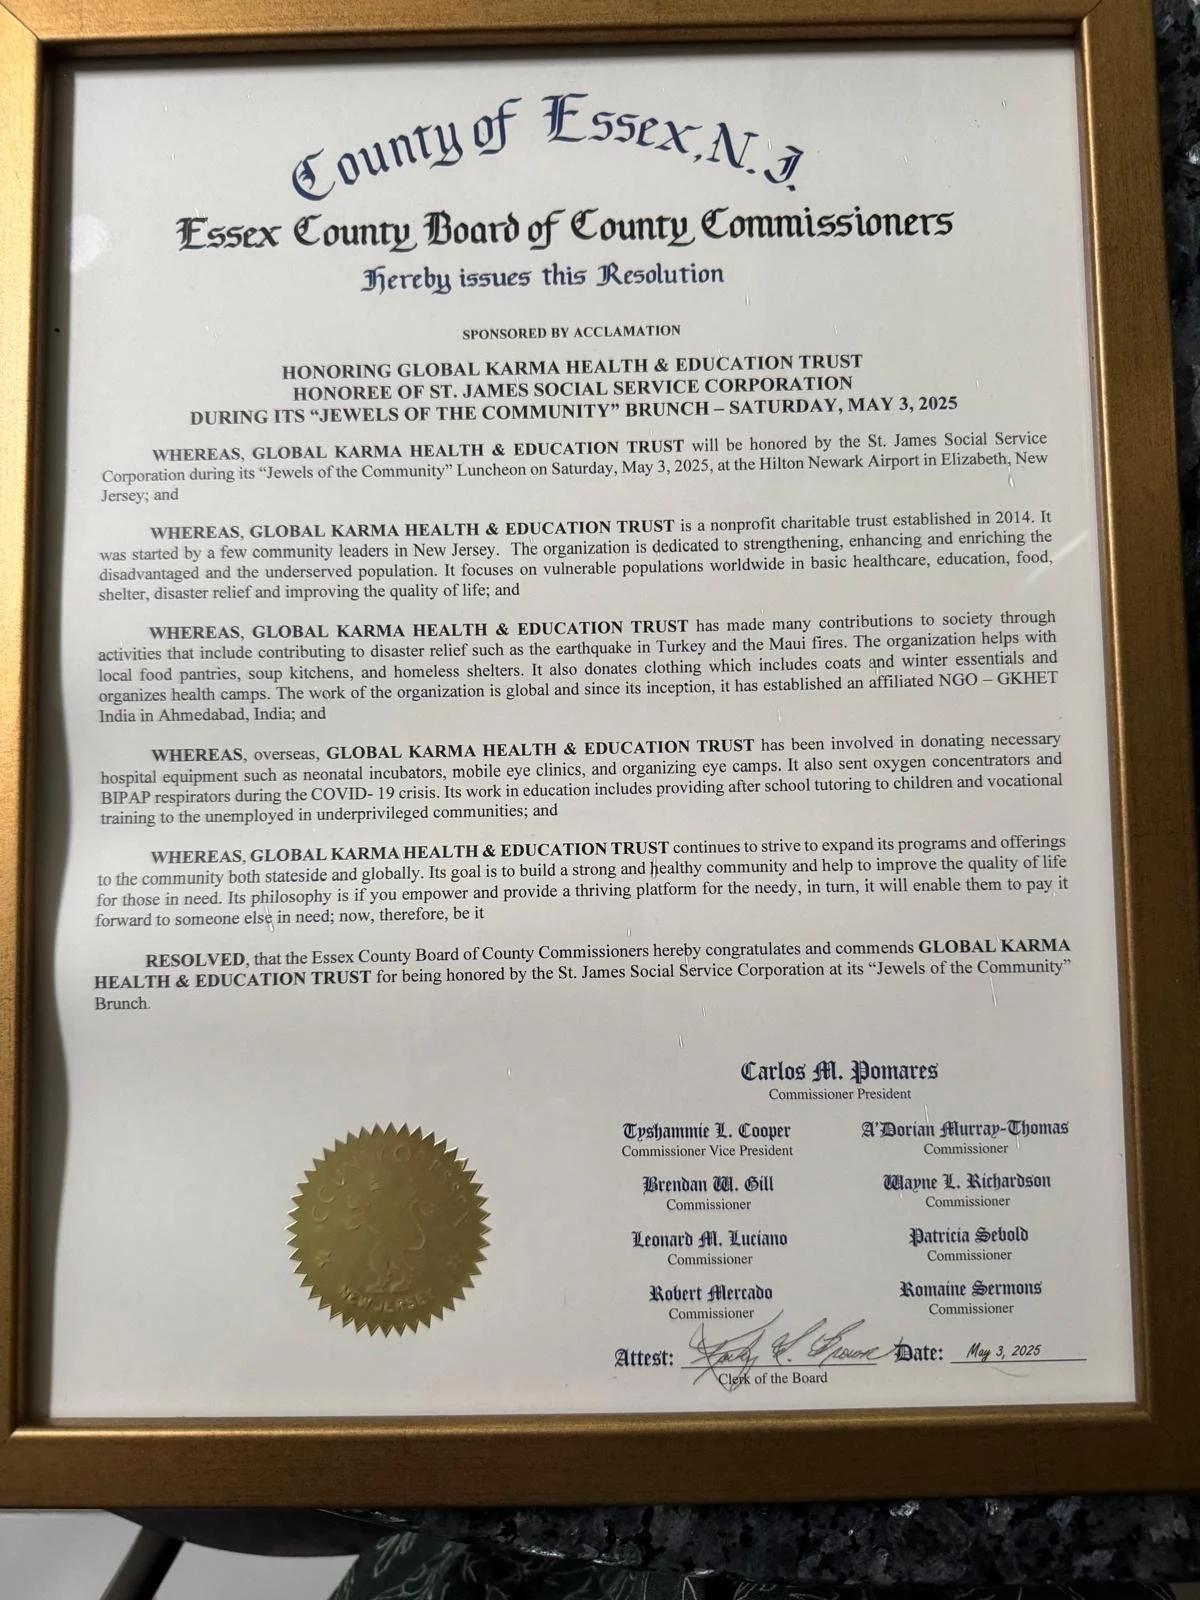 County of Essex, N.J.
Essex County Board of County Commissioners
Hereby issues this Resolution
SPONSORED BY ACCLAMATION
HONORING GLOBAL KARMA HEALTH & EDUCATION TRUST
HONOREE OF ST. JAMES SOCIAL SERVICE CORPORATION
DURING ITS “JEWELS OF THE COMMUNITY” BRUNCH – SATURDAY, MAY 3, 2025
WHEREAS, GLOBAL KARMA HEALTH & EDUCATION TRUST will be honored by the St. James Social Service
Corporation during its “Jewels of the Community” Luncheon on Saturday, May 3, 2025, at the Hilton Newark Airport in Elizabeth, New
Jersey; and
WHEREAS, GLOBAL KARMA HEALTH & EDUCATION TRUST is a nonprofit charitable trust established in 2014. It
was started by a few community leaders in New Jersey. The organization is dedicated to strengthening, enhancing and enriching the
disadvantaged and the underserved population. It focuses on vulnerable populations worldwide in basic healthcare, education, food,
shelter, disaster relief and improving the quality of life; and
WHEREAS, GLOBAL KARMA HEALTH & EDUCATION TRUST has made many contributions to society through
activities that include contributing to disaster relief such as the earthquake in Turkey and the Maui fires. The organization helps with
local food pantries, soup kitchens, and homeless shelters. It also donates clothing which includes coats and winter essentials and
organizes health camps. The work of the organization is global and since its inception, it has established an affiliated NGO – GKHET
India in Ahmedabad, India; and
WHEREAS, overseas, GLOBAL KARMA HEALTH & EDUCATION TRUST has been involved in donating necessary
hospital equipment such as neonatal incubators, mobile eye clinics, and organizing eye camps. It also sent oxygen concentrators and
BIPAP respirators during the COVID- 19 crisis. Its work in education includes providing after school tutoring to children and vocational
training to the unemployed in underprivileged communities; and
WHEREAS, GLOBAL KARMA HEALTH & EDUCATION TRUST continues to strive to expand its programs and offerings
to the community both stateside and globally. Its goal is to build a strong and healthy community and help to improve the quality of life
for those in need. Its philosophy is if you empower and provide a thriving platform for the needy, in turn, it will enable them to pay it
forward to someone else in need; now, therefore, be it
RESOLVED, that the Essex County Board of County Commissioners hereby congratulates and commends GLOBAL KARMA
HEALTH & EDUCATION TRUST for being honored by the St. James Social Service Corporation at its “Jewels of the Community”
Brunch.
Carlos M. Pomares
Commissioner President
Tyshammie L. Cooper
Commissioner Vice President
A'Dorian Murray-Thomas
Commissioner
Brendan W. Gill
Commissioner
Wayne L. Richardson
Commissioner
Leonard M. Luciano
Commissioner
Patricia Sebold
Commissioner
Robert Mercado
Commissioner
Romaine Sermons
Commissioner
Attest: Date: May 3, 2025
Clerk of the Board
COUNTY OF ESSEX
NEW JERSEY